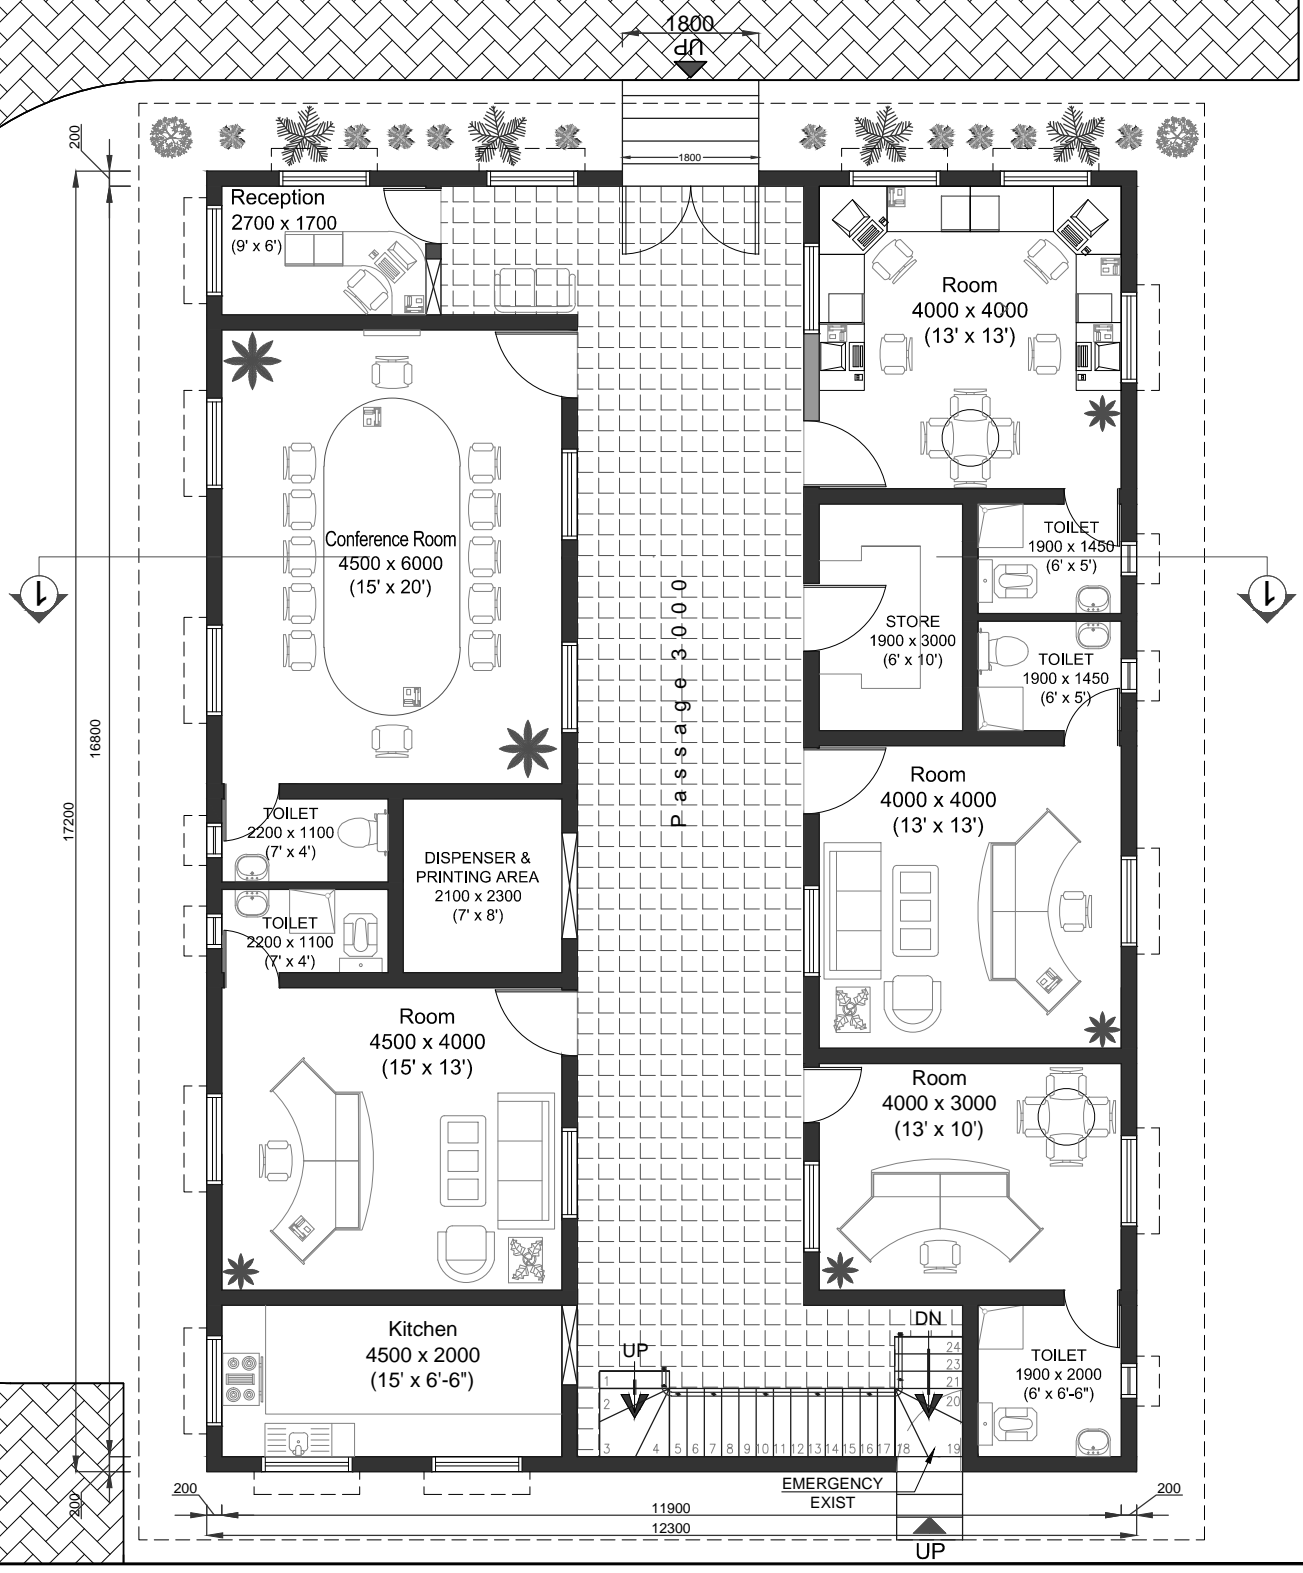 1800
UP
1800
200
Reception
2700 x 1700
(9' x 6')
Room
4000 x 4000
(13' x 13')
Conference Room
4500 x 6000
(15' x 20')
1
1
TOILET
1900 x 1450
(6' x 5')
STORE
1900 x 3000
(6' x 10')
TOILET
1900 x 1450
(6' x 5')
Passage 3000
16800
17200
Room
4000 x 4000
(13' x 13')
TOILET
2200 x 1100
(7' x 4')
DISPENSER &
PRINTING AREA
2100 x 2300
(7' x 8')
TOILET
2200 x 1100
(7' x 4')
Room
4500 x 4000
(15' x 13')
Room
4000 x 3000
(13' x 10')
Kitchen
4500 x 2000
(15' x 6'-6")
UP
DN
TOILET
1900 x 2000
(6' x 6'-6")
1
2
3 4 5 6 7 8 9 10 11 12 13 14 15 16 17 18 19
20
21
23
24
EMERGENCY
EXIST
200
200
11900
200
12300
UP